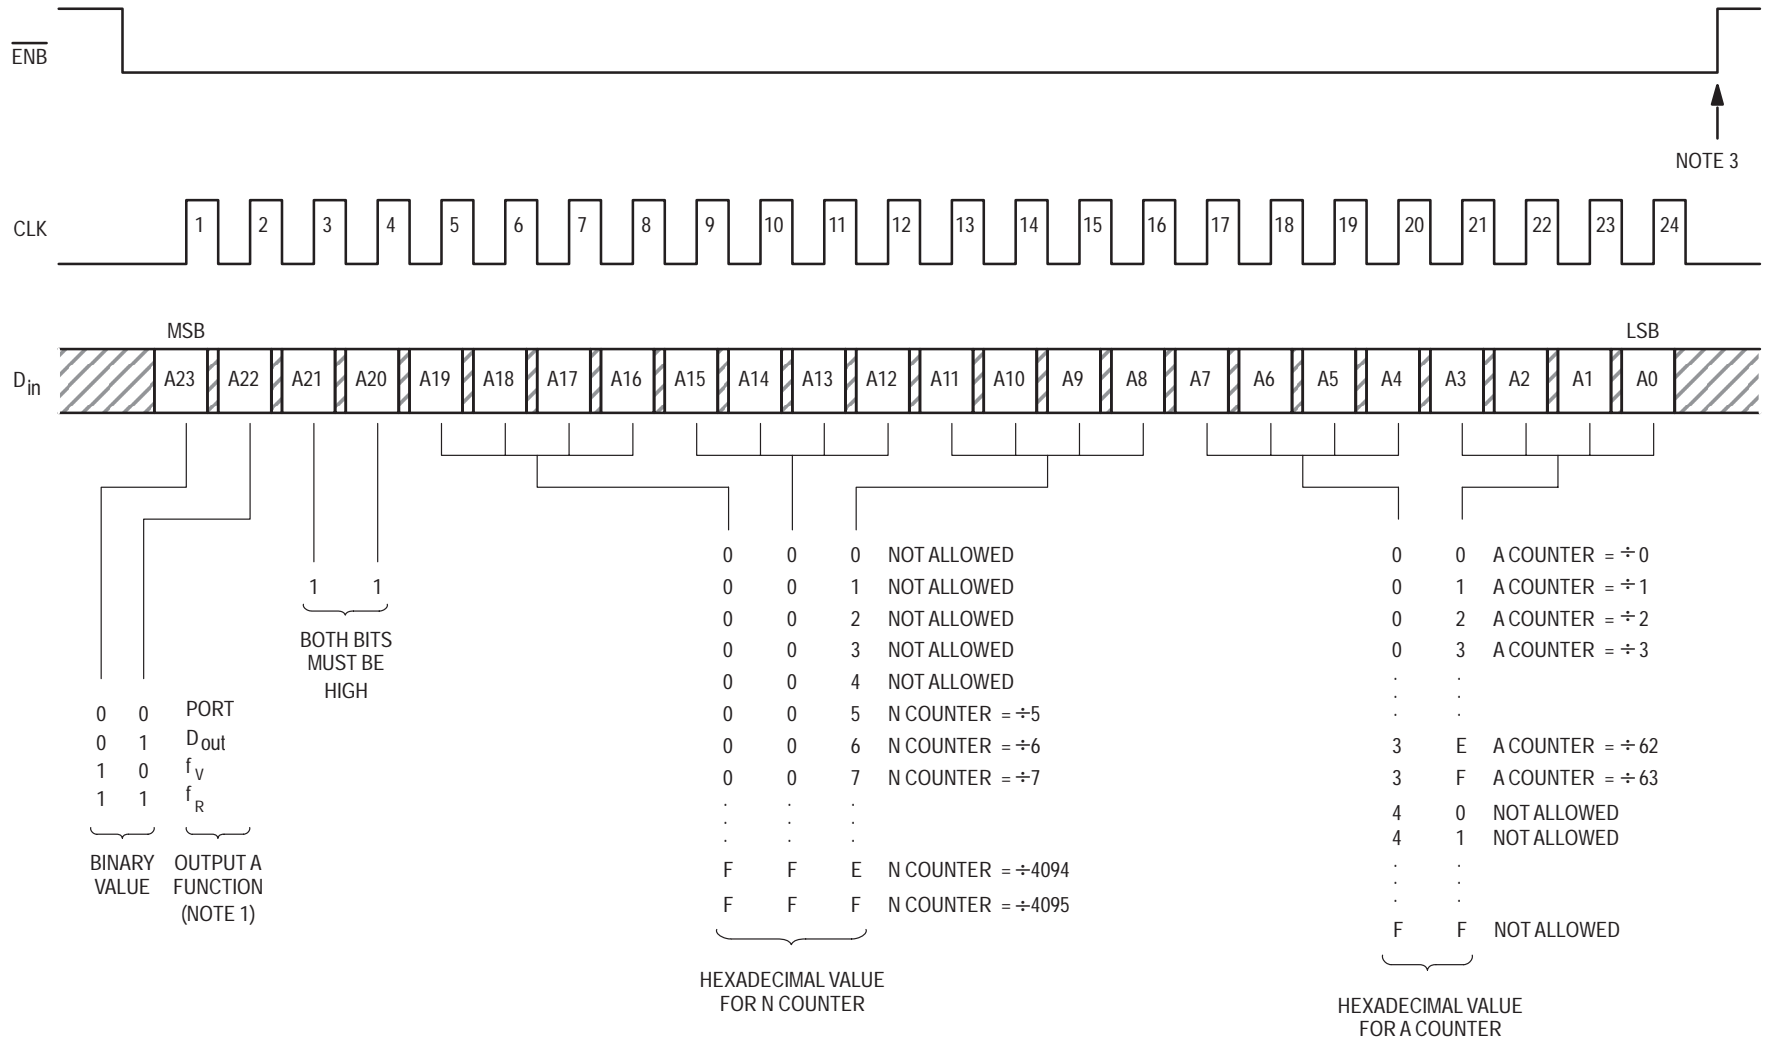 ENB
NOTE 3
CLK 1 2 3 4 5 6 7 8 9 10 11 12 13 14 15 16 17 18 19 20 21 22 23 24
MSB LSB
Din A23 A22 A21 A20 A19 A18 A17 A16 A15 A14 A13 A12 A11 A10 A9 A8 A7 A6 A5 A4 A3 A2 A1 A0
1 1
BOTH BITS
MUST BE
HIGH
0 0 PORT
0 1 Dout
1 0 fV
1 1 fR
BINARY
VALUE
OUTPUT A
FUNCTION
(NOTE 1)
0 0 0 NOT ALLOWED
0 0 1 NOT ALLOWED
0 0 2 NOT ALLOWED
0 0 3 NOT ALLOWED
0 0 4 NOT ALLOWED
0 0 5 N COUNTER = ÷5
0 0 6 N COUNTER = ÷6
0 0 7 N COUNTER = ÷7
. . .
. . .
. . .
F F E N COUNTER = ÷4094
F F F N COUNTER = ÷4095
HEXADECIMAL VALUE
FOR N COUNTER
0 0 A COUNTER = ÷0
0 1 A COUNTER = ÷1
0 2 A COUNTER = ÷2
0 3 A COUNTER = ÷3
. .
. .
. .
3 E A COUNTER = ÷62
3 F A COUNTER = ÷63
4 0 NOT ALLOWED
4 1 NOT ALLOWED
. .
. .
. .
F F NOT ALLOWED
HEXADECIMAL VALUE
FOR A COUNTER